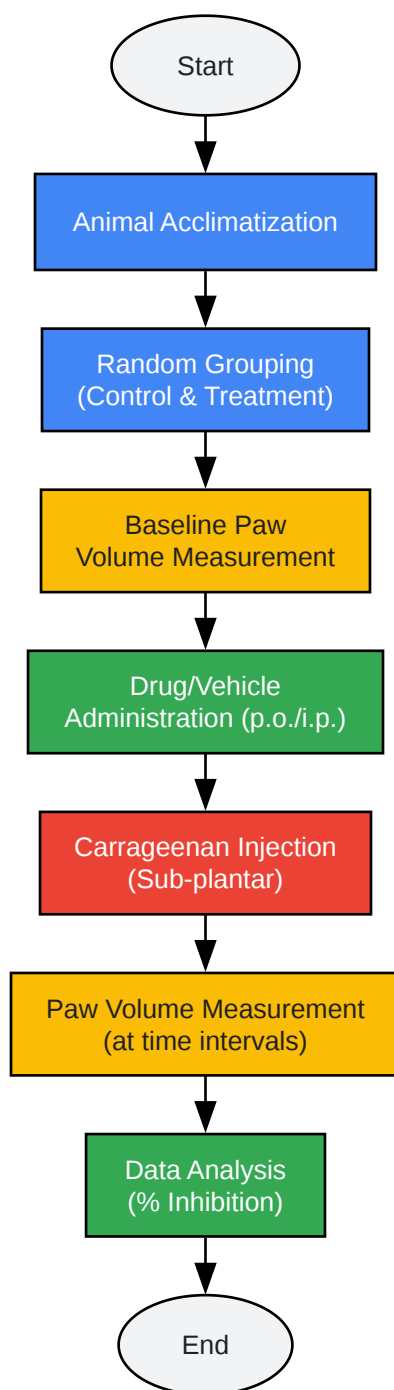 Start
Animal Acclimatization
Random Grouping
(Control & Treatment)
Baseline Paw
Volume Measurement
Drug/Vehicle
Administration (p.o./i.p.)
Carrageenan Injection
(Sub-plantar)
Paw Volume Measurement
(at time intervals)
Data Analysis
(% Inhibition)
End